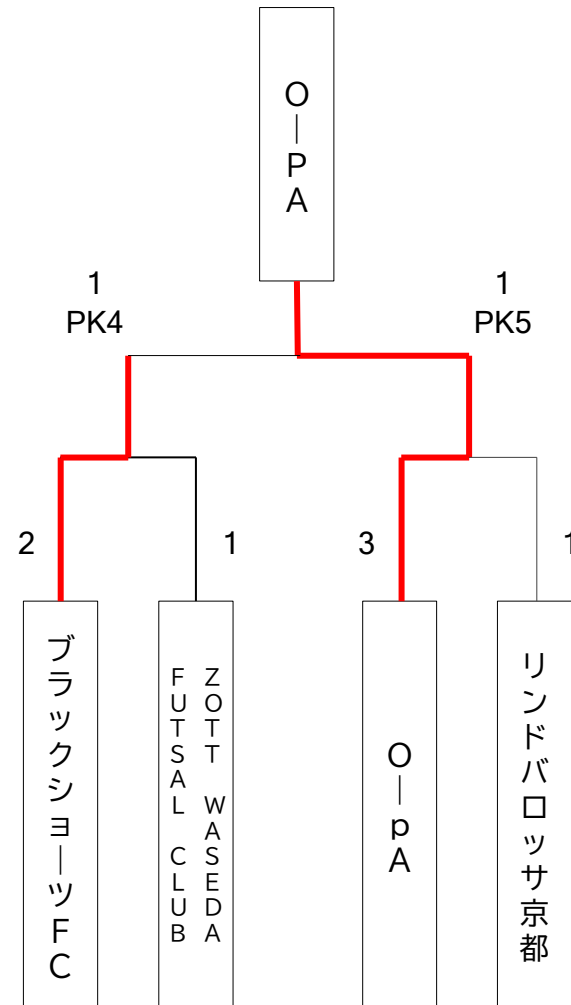 O―PA
1
PK4
1
PK5
2
1
3
1
ブラックショーツFC
ZOTT WASEDA
FUTSAL CLUB
O―pA
リンドバロッサ京都